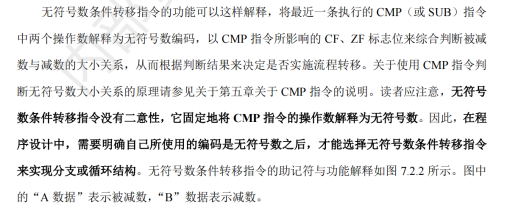 无符号数条件转移指令的功能可以这样解释，将最近一条执行的 CMP（或 SUB）指令
中两个操作数解释为无符号数编码，以 CMP 指令所影响的 CF、ZF 标志位来综合判断被减
数与减数的大小关系，从而根据判断结果来决定是否实施流程转移。关于使用 CMP 指令判
断无符号数大小关系的原理请参见关于第五章关于 CMP 指令的说明。读者应注意，无符号
数条件转移指令没有二意性，它固定地将 CMP 指令的操作数解释为无符号数。因此，在程
序设计中，需要明确自己所使用的编码是无符号数之后，才能选择无符号数条件转移指令
来实现分支或循环结构。无符号数条件转移指令的助记符与功能解释如图 7.2.2 所示。图中
的“A 数据”表示被减数，“B”数据表示减数。